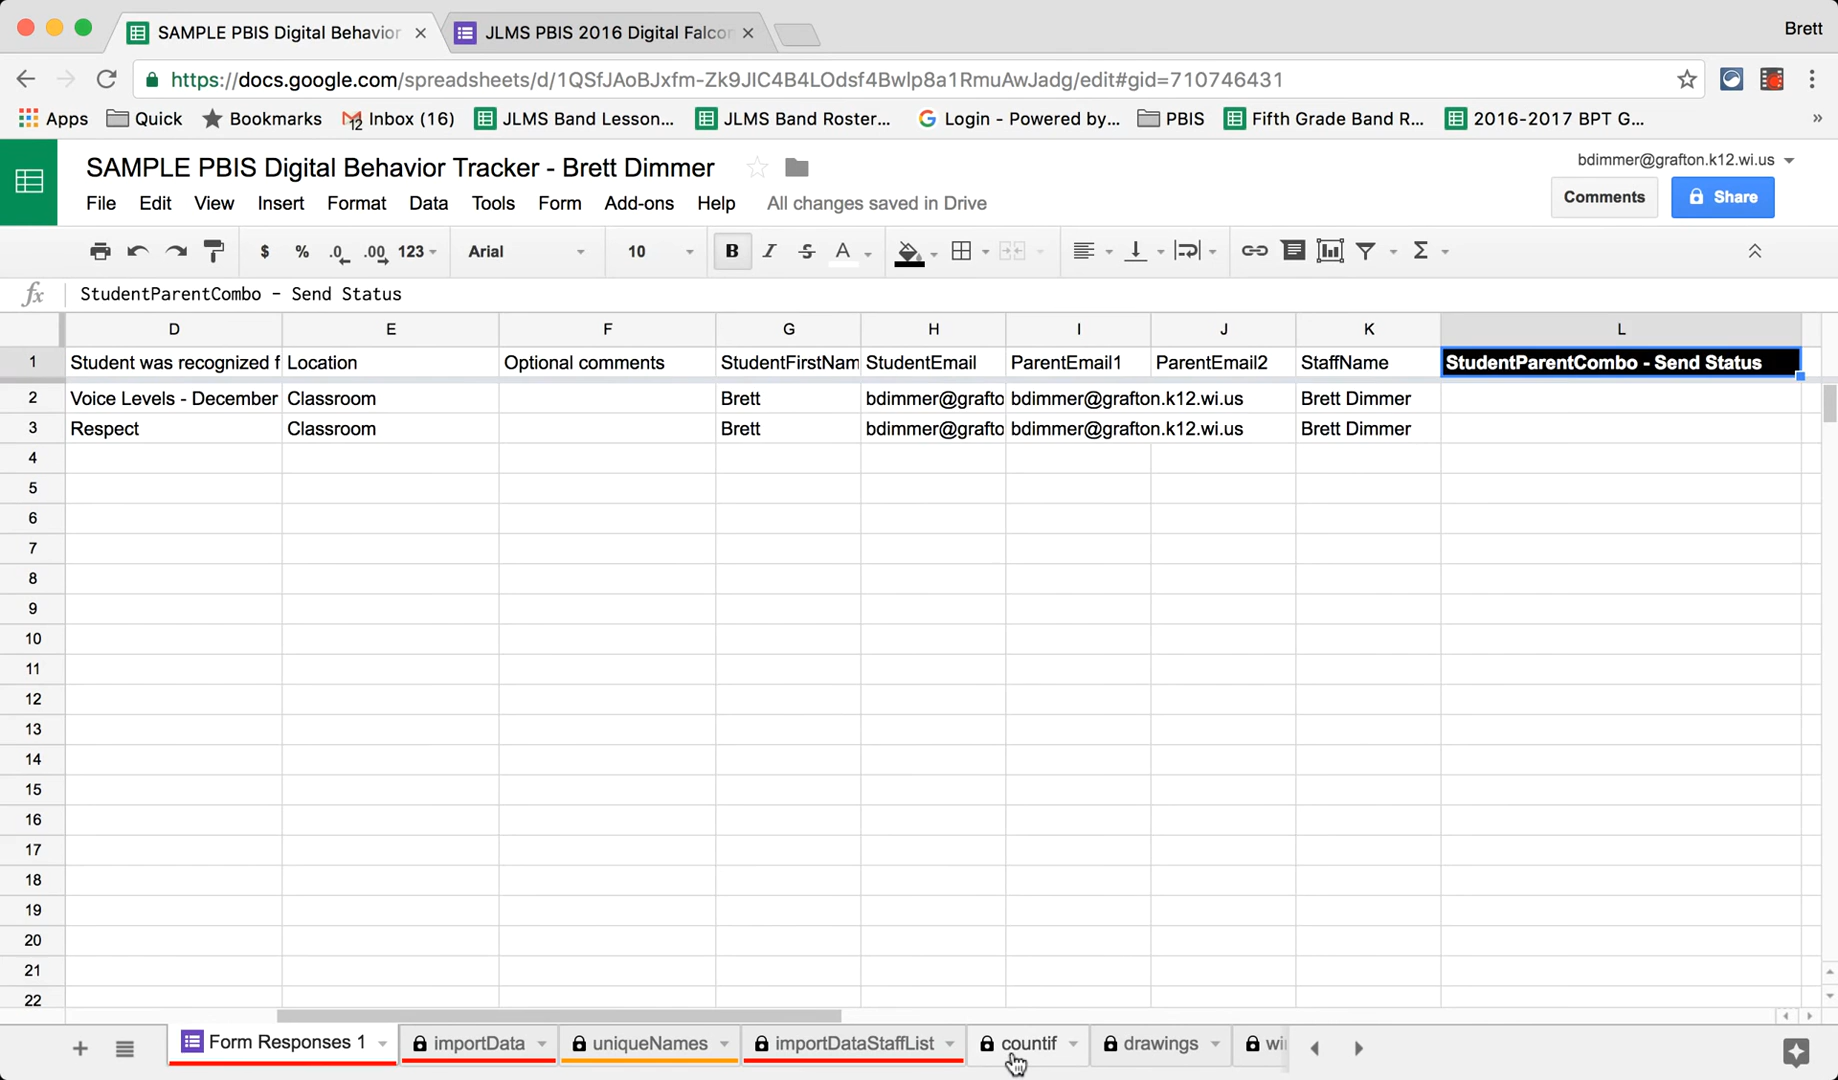 SAMPLE PBIS Digital Behavior
JLMS PBIS 2016 Digital Falcon
Brett
https://docs.google.com/spreadsheets/d/1QSfJAoBJxfm-Zk9JIC4B4LOdsf4Bwlp8a1RmuAwJadg/edit#gid=710746431
Apps Quick Bookmarks Inbox (16) JLMS Band Lesson... JLMS Band Roster... Login - Powered by... PBIS Fifth Grade Band R... 2016-2017 BPT G... »
SAMPLE PBIS Digital Behavior Tracker - Brett Dimmer
bdimmer@grafton.k12.wi.us
File Edit View Insert Format Data Tools Form Add-ons Help All changes saved in Drive
Comments Share
$ % .0 .00 123 Arial 10 B I S A Σ
fx StudentParentCombo - Send Status
D E F G H I J K L
1 Student was recognized f Location Optional comments StudentFirstNam StudentEmail ParentEmail1 ParentEmail2 StaffName StudentParentCombo - Send Status
2 Voice Levels - December Classroom Brett bdimmer@grafto bdimmer@grafton.k12.wi.us Brett Dimmer
3 Respect Classroom Brett bdimmer@grafto bdimmer@grafton.k12.wi.us Brett Dimmer
4
5
6
7
8
9
10
11
12
13
14
15
16
17
18
19
20
21
22
+ Form Responses 1 importData uniqueNames importDataStaffList countif drawings wi